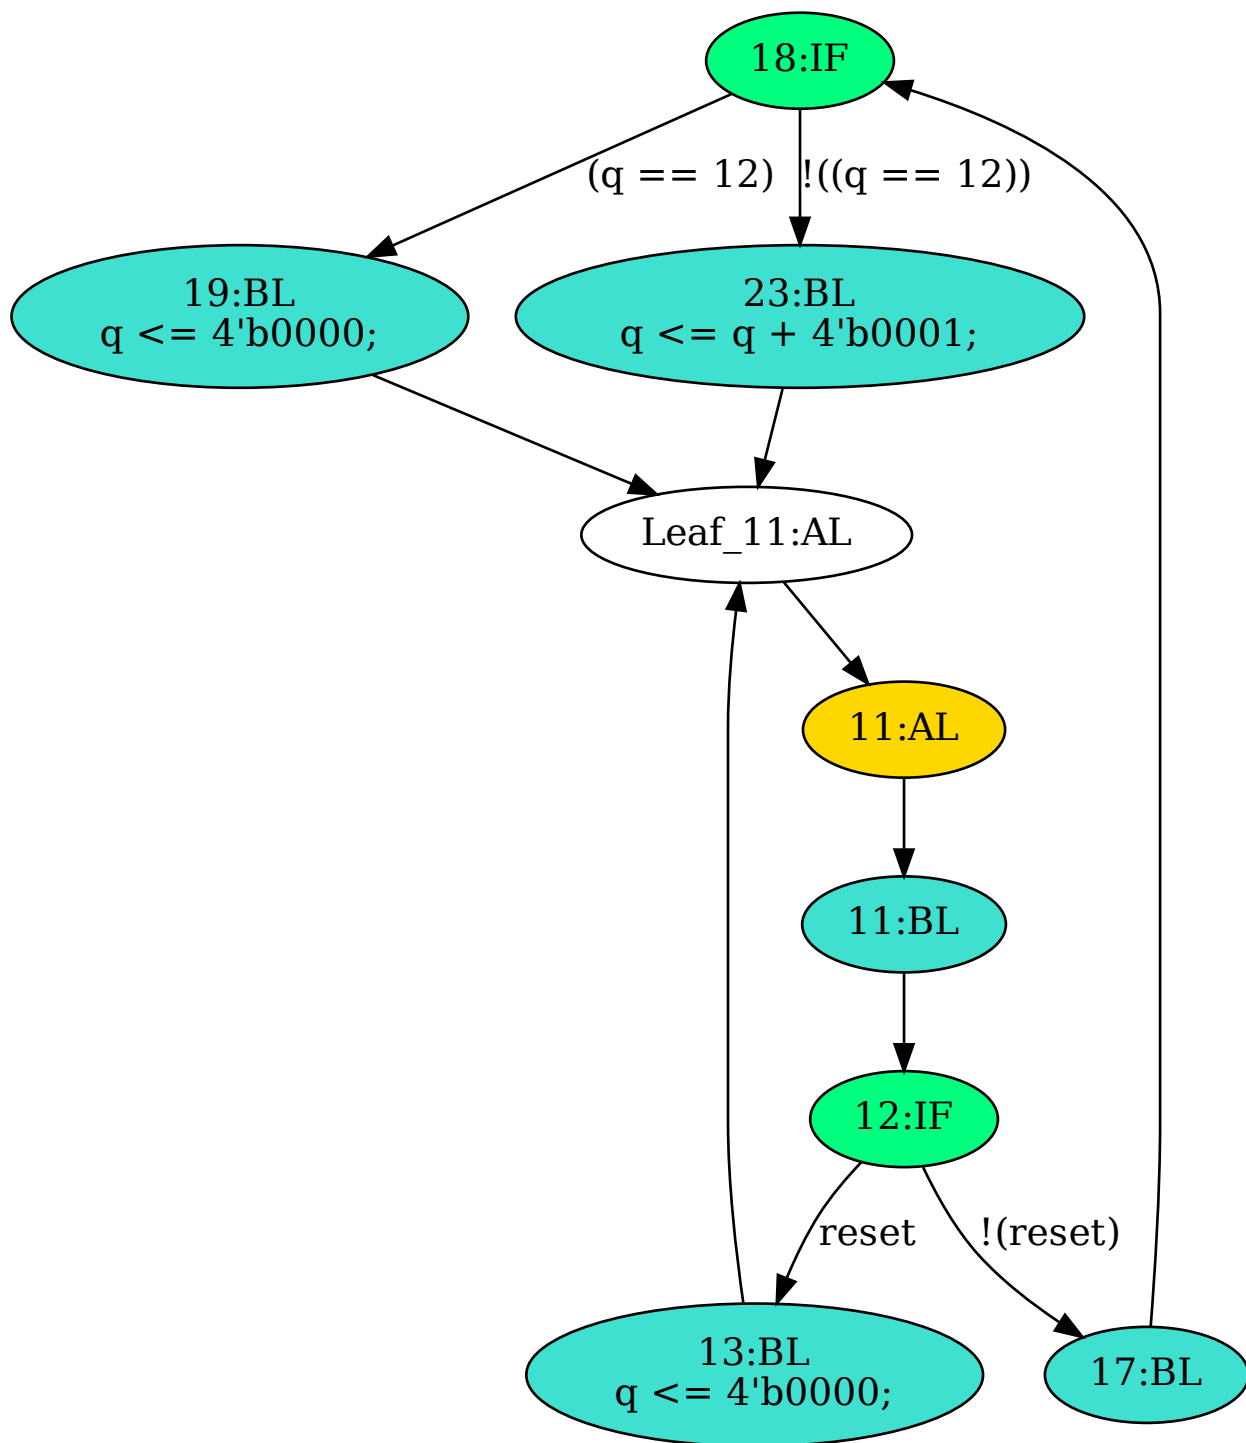 18:IF
(q == 12)
!((q == 12))
19:BL
q <= 4'b0000;
23:BL
q <= q + 4'b0001;
Leaf_11:AL
11:AL
11:BL
12:IF
reset
!(reset)
13:BL
q <= 4'b0000;
17:BL